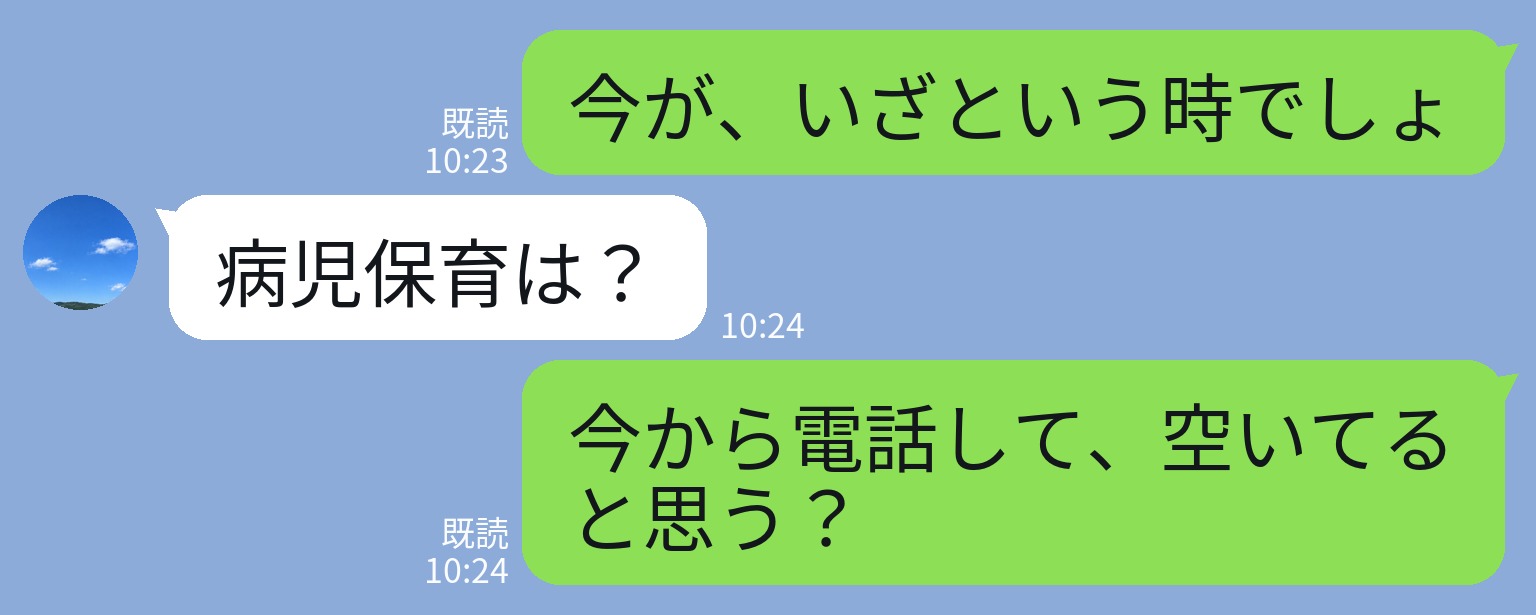 今が、いざという時でしょ
既読
10:23
病児保育は？
10:24
今から電話して、空いてる
と思う？
既読
10:24